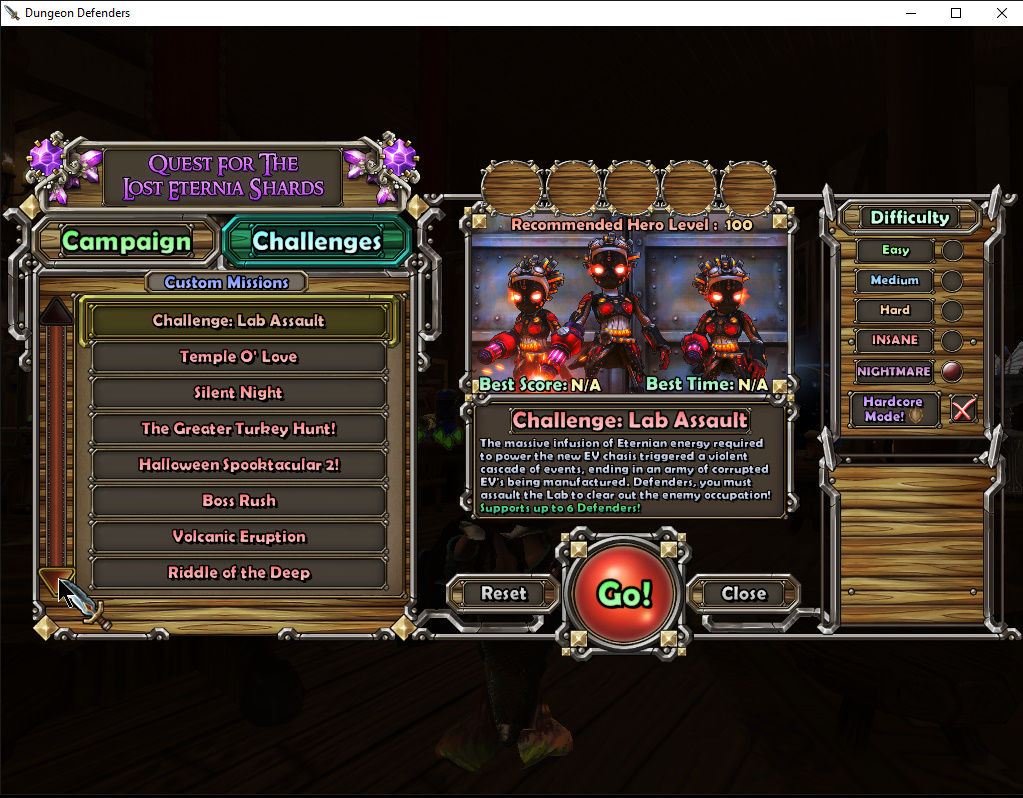 Dungeon Defenders
QUEST FOR THE
LOST ETERNIA SHARDS
Campaign
Challenges
Custom Missions
Challenge: Lab Assault
Temple O' Love
Silent Night
The Greater Turkey Hunt!
Halloween Spooktacular 2!
Boss Rush
Volcanic Eruption
Riddle of the Deep
Recommended Hero Level : 100
Best Score: N/A
Best Time: N/A
Challenge: Lab Assault
The massive infusion of Eternian energy required
to power the new EV chasis triggered a violent
cascade of events, ending in an army of corrupted
EV's being manufactured. Defenders, you must
assault the Lab to clear out the enemy occupation!
Supports up to 6 Defenders!
Reset
Go!
Close
Difficulty
Easy
Medium
Hard
INSANE
NIGHTMARE
Hardcore
Mode!